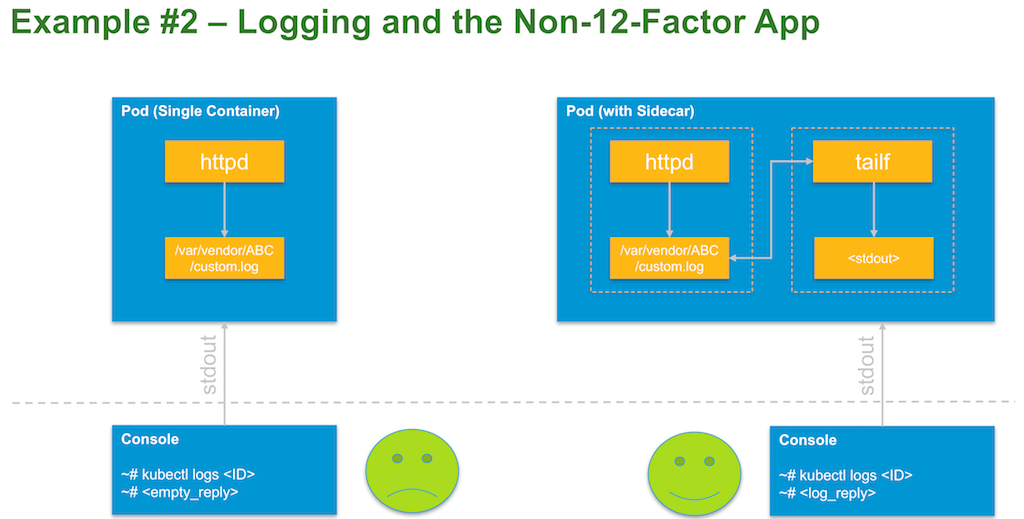 Example #2 – Logging and the Non-12-Factor App
Pod (Single Container)
httpd
/var/vendor/ABC
/custom.log
stdout
Console
~# kubectl logs <ID>
~# <empty_reply>
Pod (with Sidecar)
httpd
/var/vendor/ABC
/custom.log
tailf
<stdout>
stdout
Console
~# kubectl logs <ID>
~# <log_reply>